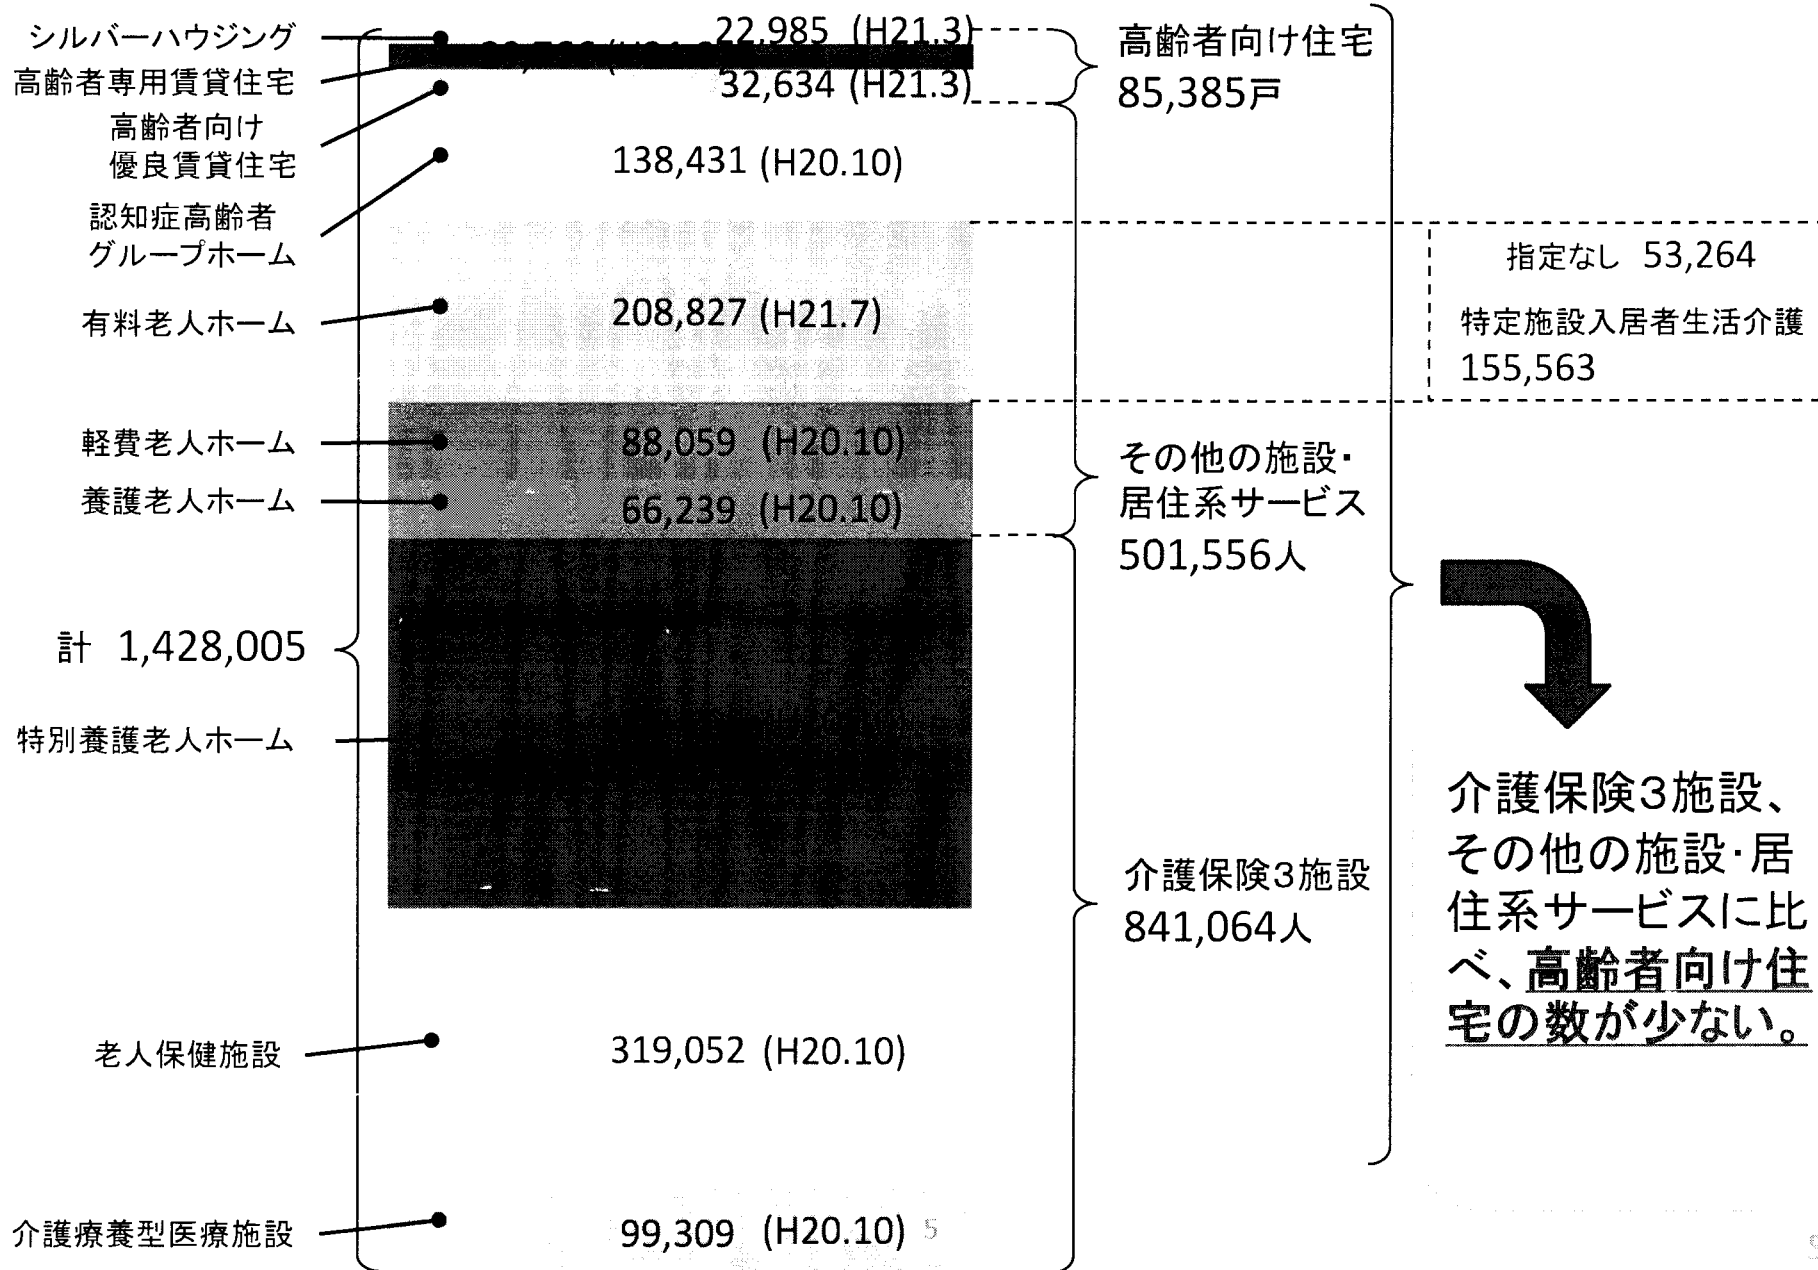 シルバーハウジング
22,985 (H21.3)
高齢者専用賃貸住宅
32,634 (H21.3)
高齢者向け
優良賃貸住宅
138,431 (H20.10)
認知症高齢者
グループホーム
有料老人ホーム
208,827 (H21.7)
軽費老人ホーム
88,059 (H20.10)
養護老人ホーム
66,239 (H20.10)
計 1,428,005
特別養護老人ホーム
老人保健施設
319,052 (H20.10)
介護療養型医療施設
99,309 (H20.10)
5
高齢者向け住宅
85,385戸
指定なし 53,264
特定施設入居者生活介護
155,563
その他の施設・
居住系サービス
501,556人
介護保険3施設
841,064人
介護保険3施設、
その他の施設・居
住系サービスに比
べ、高齢者向け住
宅の数が少ない。